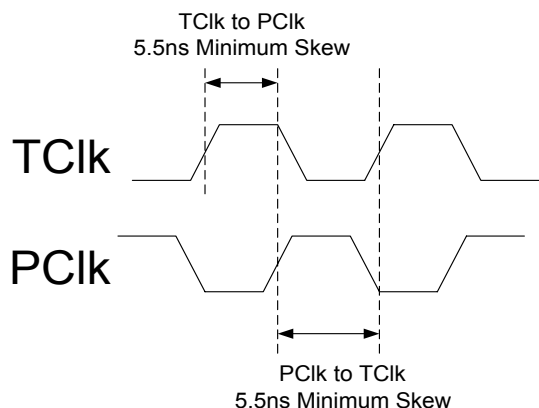 TClk to PClk
5.5ns Minimum Skew
TClk
PClk
PClk to TClk
5.5ns Minimum Skew